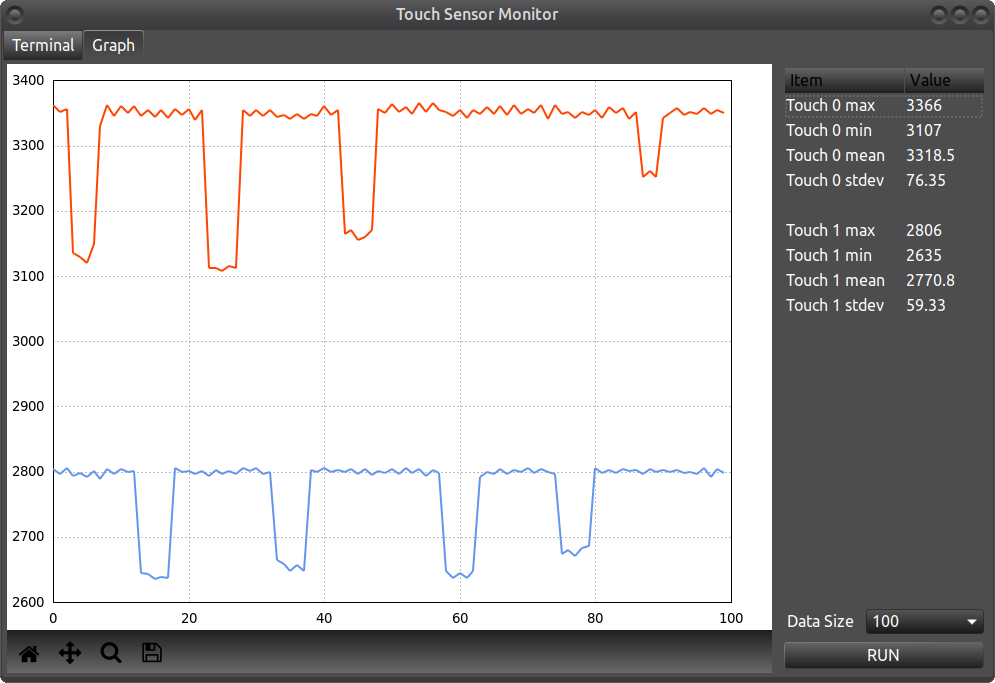 Touch Sensor Monitor
Terminal Graph
3400
3300
3200
3100
3000
2900
2800
2700
2600
0 20 40 60 80 100
Item Value
Touch 0 max 3366
Touch 0 min 3107
Touch 0 mean 3318.5
Touch 0 stdev 76.35
Touch 1 max 2806
Touch 1 min 2635
Touch 1 mean 2770.8
Touch 1 stdev 59.33
Data Size 100
RUN